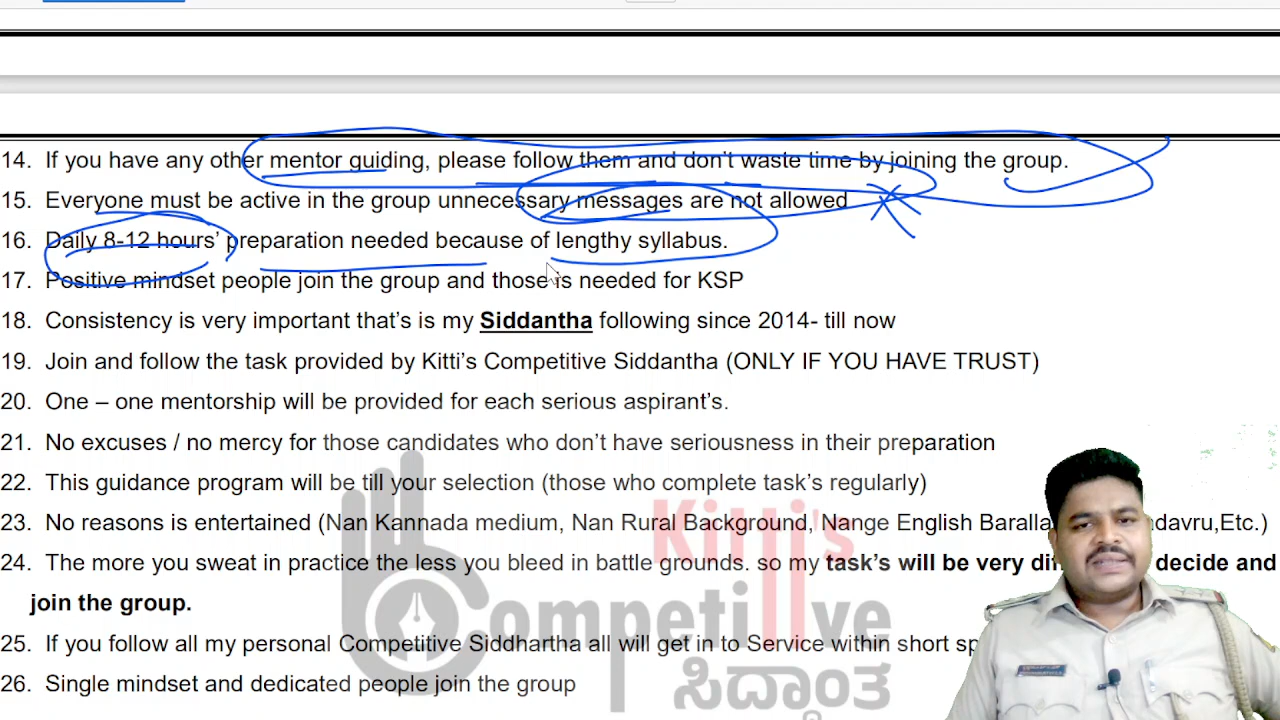 14. If you have any other mentor guiding, please follow them and don't waste time by joining the group.
15. Everyone must be active in the group unnecessary messages are not allowed
16. Daily 8-12 hours' preparation needed because of lengthy syllabus.
17. Positive mindset people join the group and those is needed for KSP
18. Consistency is very important that's is my Siddantha following since 2014- till now
19. Join and follow the task provided by Kitti's Competitive Siddantha (ONLY IF YOU HAVE TRUST)
20. One – one mentorship will be provided for each serious aspirant's.
21. No excuses / no mercy for those candidates who don't have seriousness in their preparation
22. This guidance program will be till your selection (those who complete task's regularly)
23. No reasons is entertained (Nan Kannada medium, Nan Rural Background, Nange English Baralla davru,Etc.)
24. The more you sweat in practice the less you bleed in battle grounds. so my task's will be very decide and
join the group.
25. If you follow all my personal Competitive Siddhartha all will get in to Service within short
26. Single mindset and dedicated people join the group
Kitti's
Competitive
ಸಿದ್ಧಾಂತ